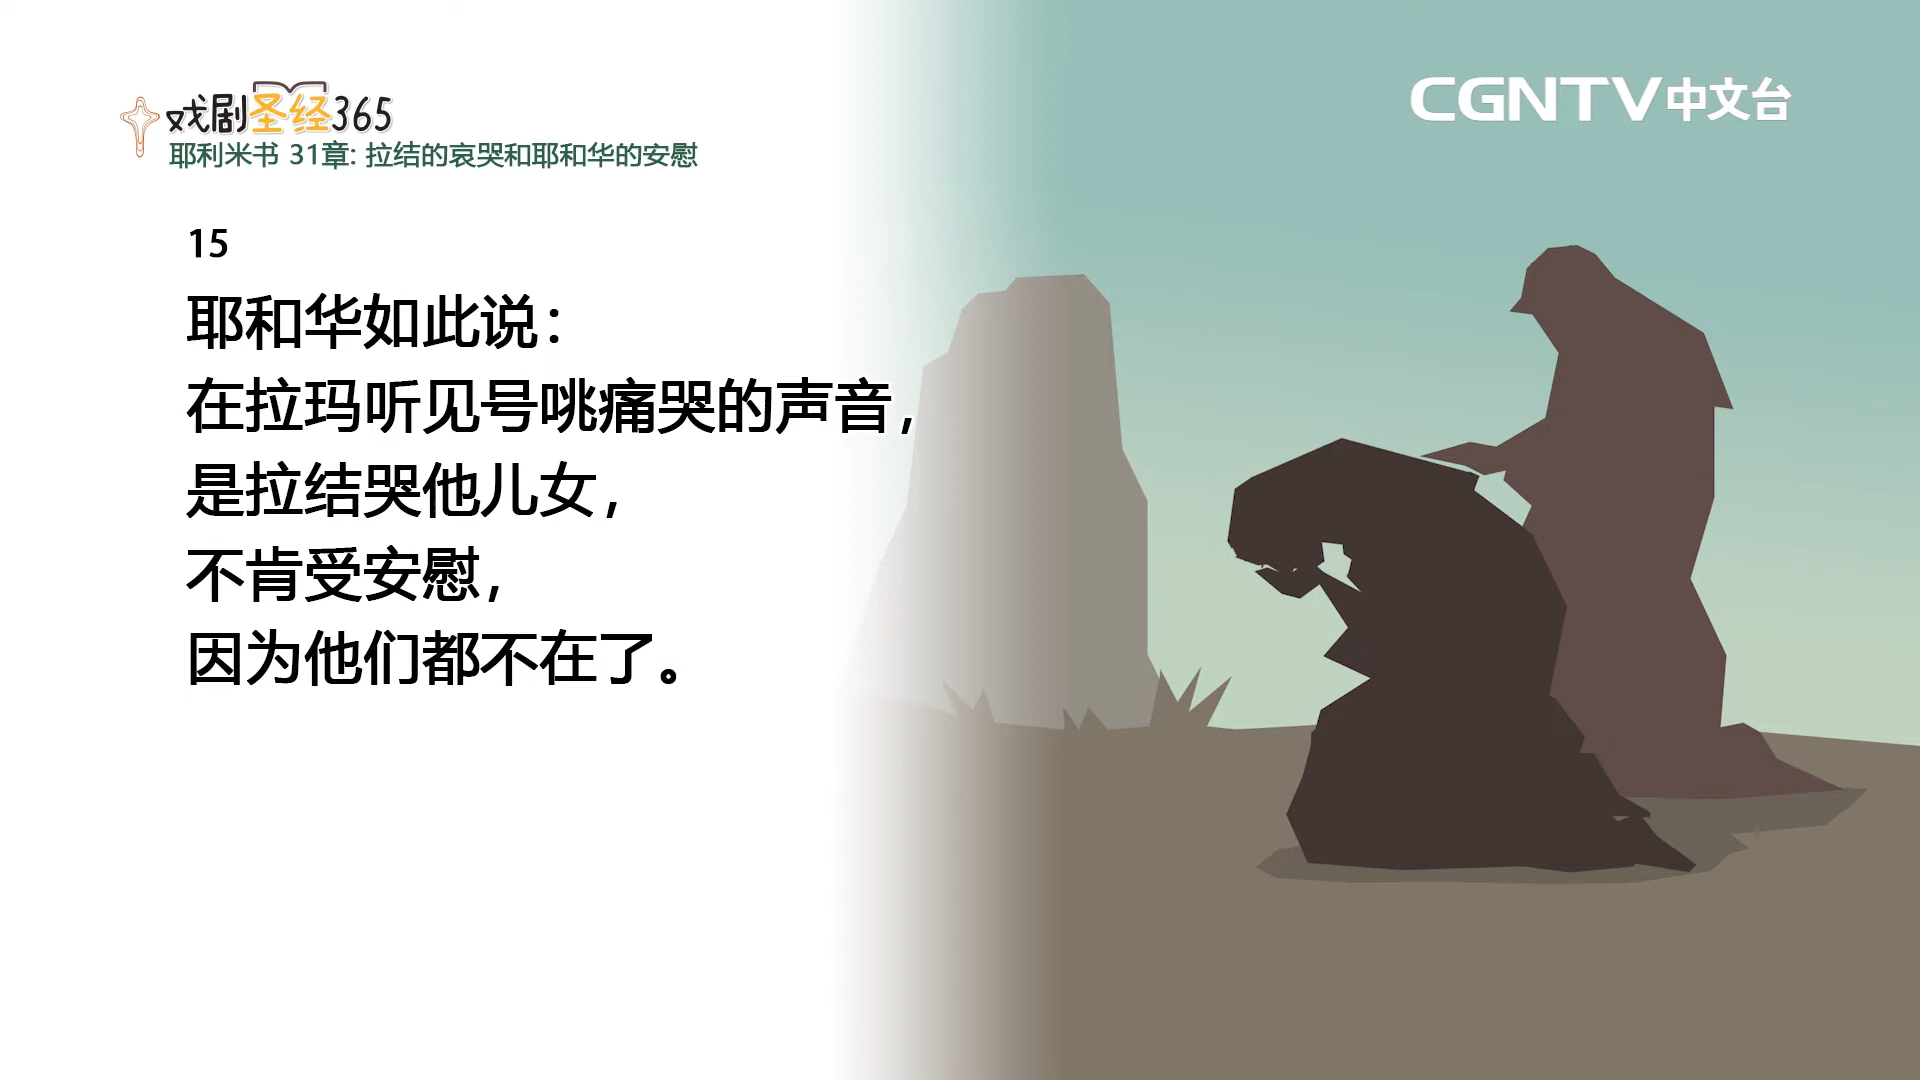 戏剧圣经365
CGNTV中文台
耶利米书 31章: 拉结的哀哭和耶和华的安慰
15
耶和华如此说：
在拉玛听见号咷痛哭的声音，
是拉结哭他儿女，
不肯受安慰，
因为他们都不在了。